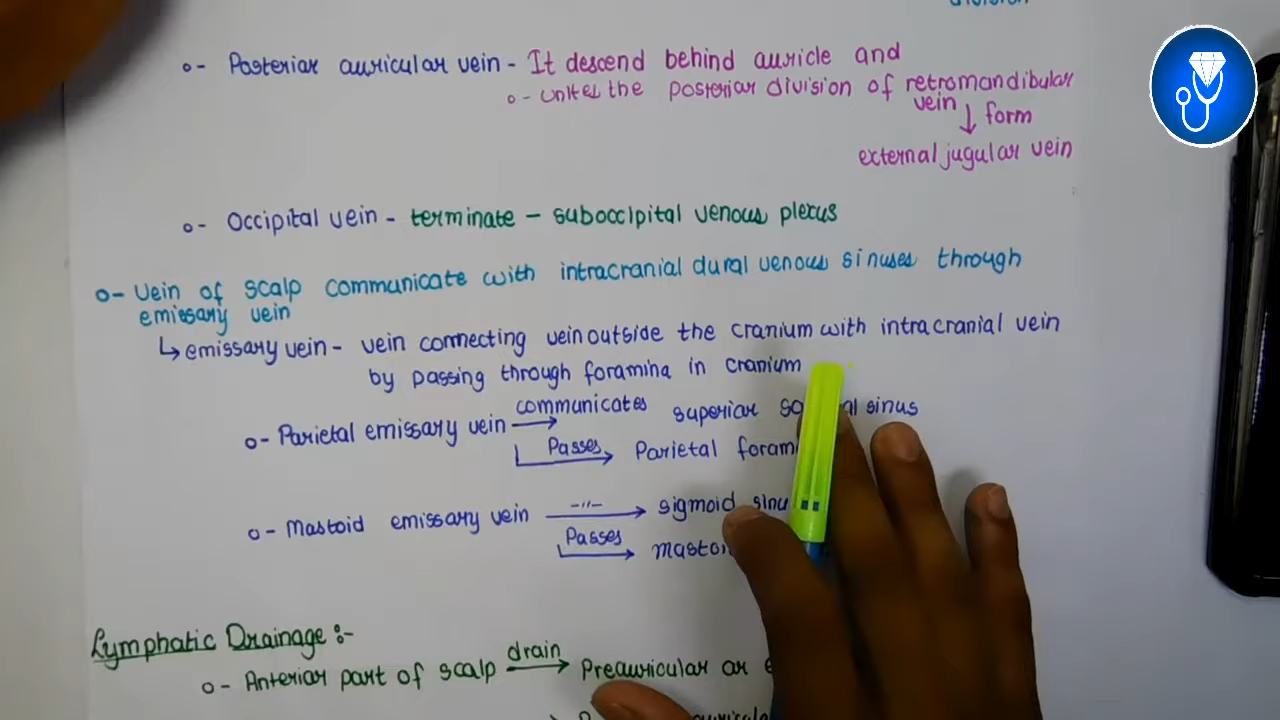 division
o- Posterior auricular vein - It descend behind auricle and
o- unites the posterior division of retromandibular
vein ↓ form
external jugular vein
o- Occipital vein - terminate - suboccipital venous plexus
o- Vein of scalp communicate with intracranial dural venous sinuses through
emissary vein
↳ emissary vein - vein connecting vein outside the cranium with intracranial vein
by passing through foramina in cranium
o- Parietal emissary vein → communicates superior sinus
Passes → Parietal
o- Mastoid emissary vein -"- → sigmoid
Passes →
Lymphatic Drainage :-
o- Anterior part of scalp drain → Preauricular or